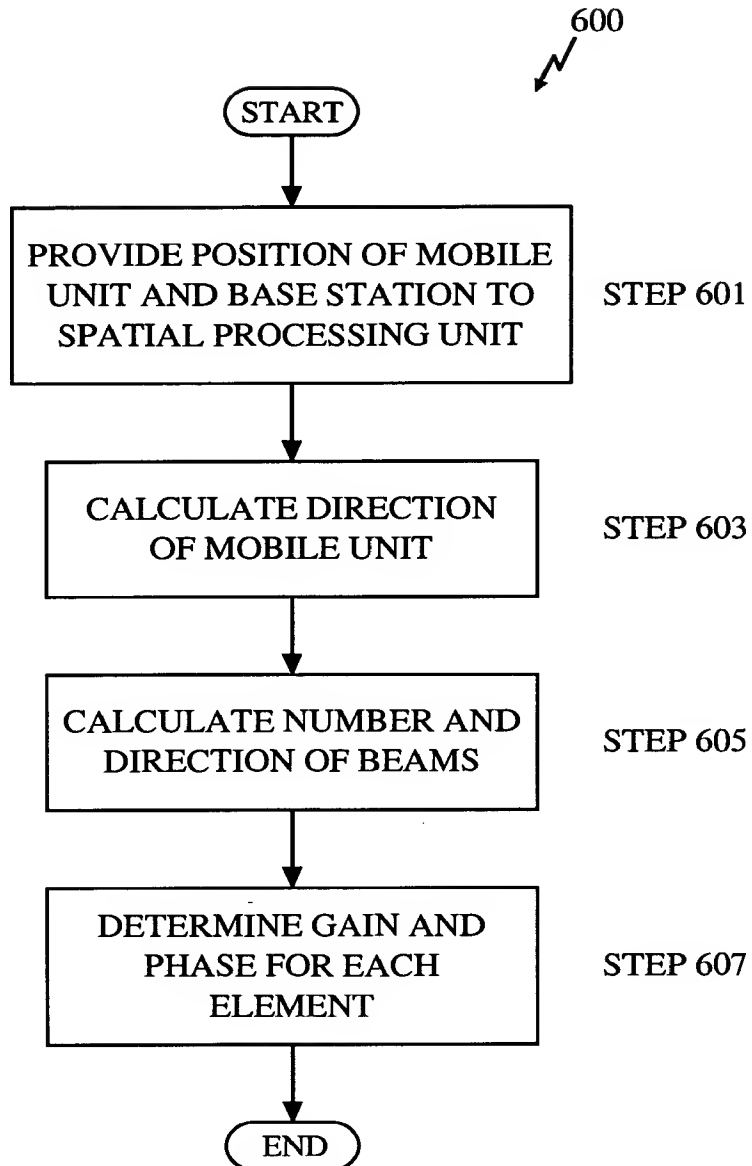 600
START
PROVIDE POSITION OF MOBILE
UNIT AND BASE STATION TO
SPATIAL PROCESSING UNIT
STEP 601
CALCULATE DIRECTION
OF MOBILE UNIT
STEP 603
CALCULATE NUMBER AND
DIRECTION OF BEAMS
STEP 605
DETERMINE GAIN AND
PHASE FOR EACH
ELEMENT
STEP 607
END